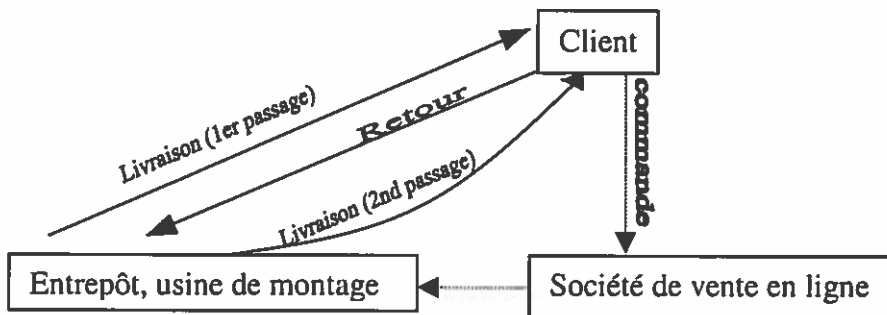 Client
Livraison (1er passage)
Retour
commande
Livraison (2nd passage)
Entrepôt, usine de montage
Société de vente en ligne